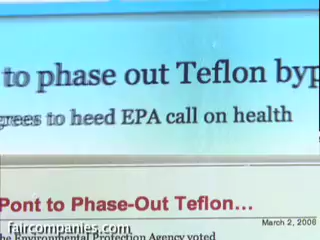 to phase out Teflon byp
grees to heed EPA call on health
Pont to Phase-Out Teflon...
March 2, 2006
he Environmental Protection Agency voted
faircompanies.com